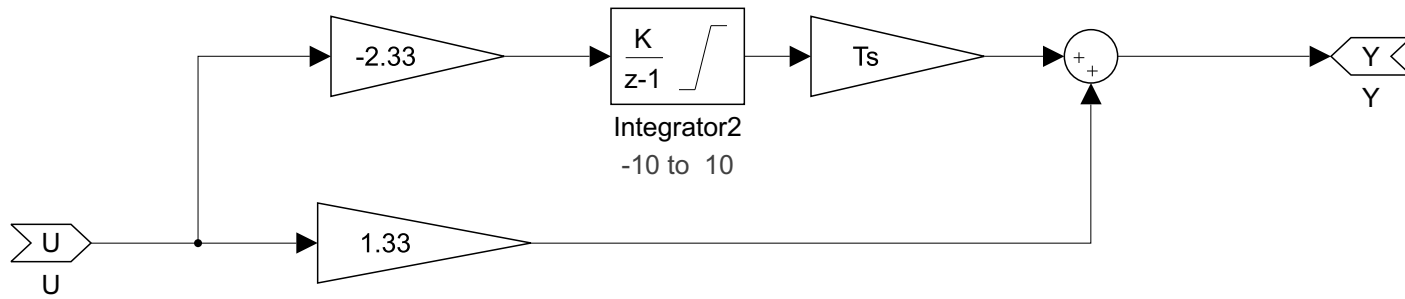 -2.33
K
z-1
Integrator2
-10 to  10
Ts
+
+
Y
Y
U
U
1.33